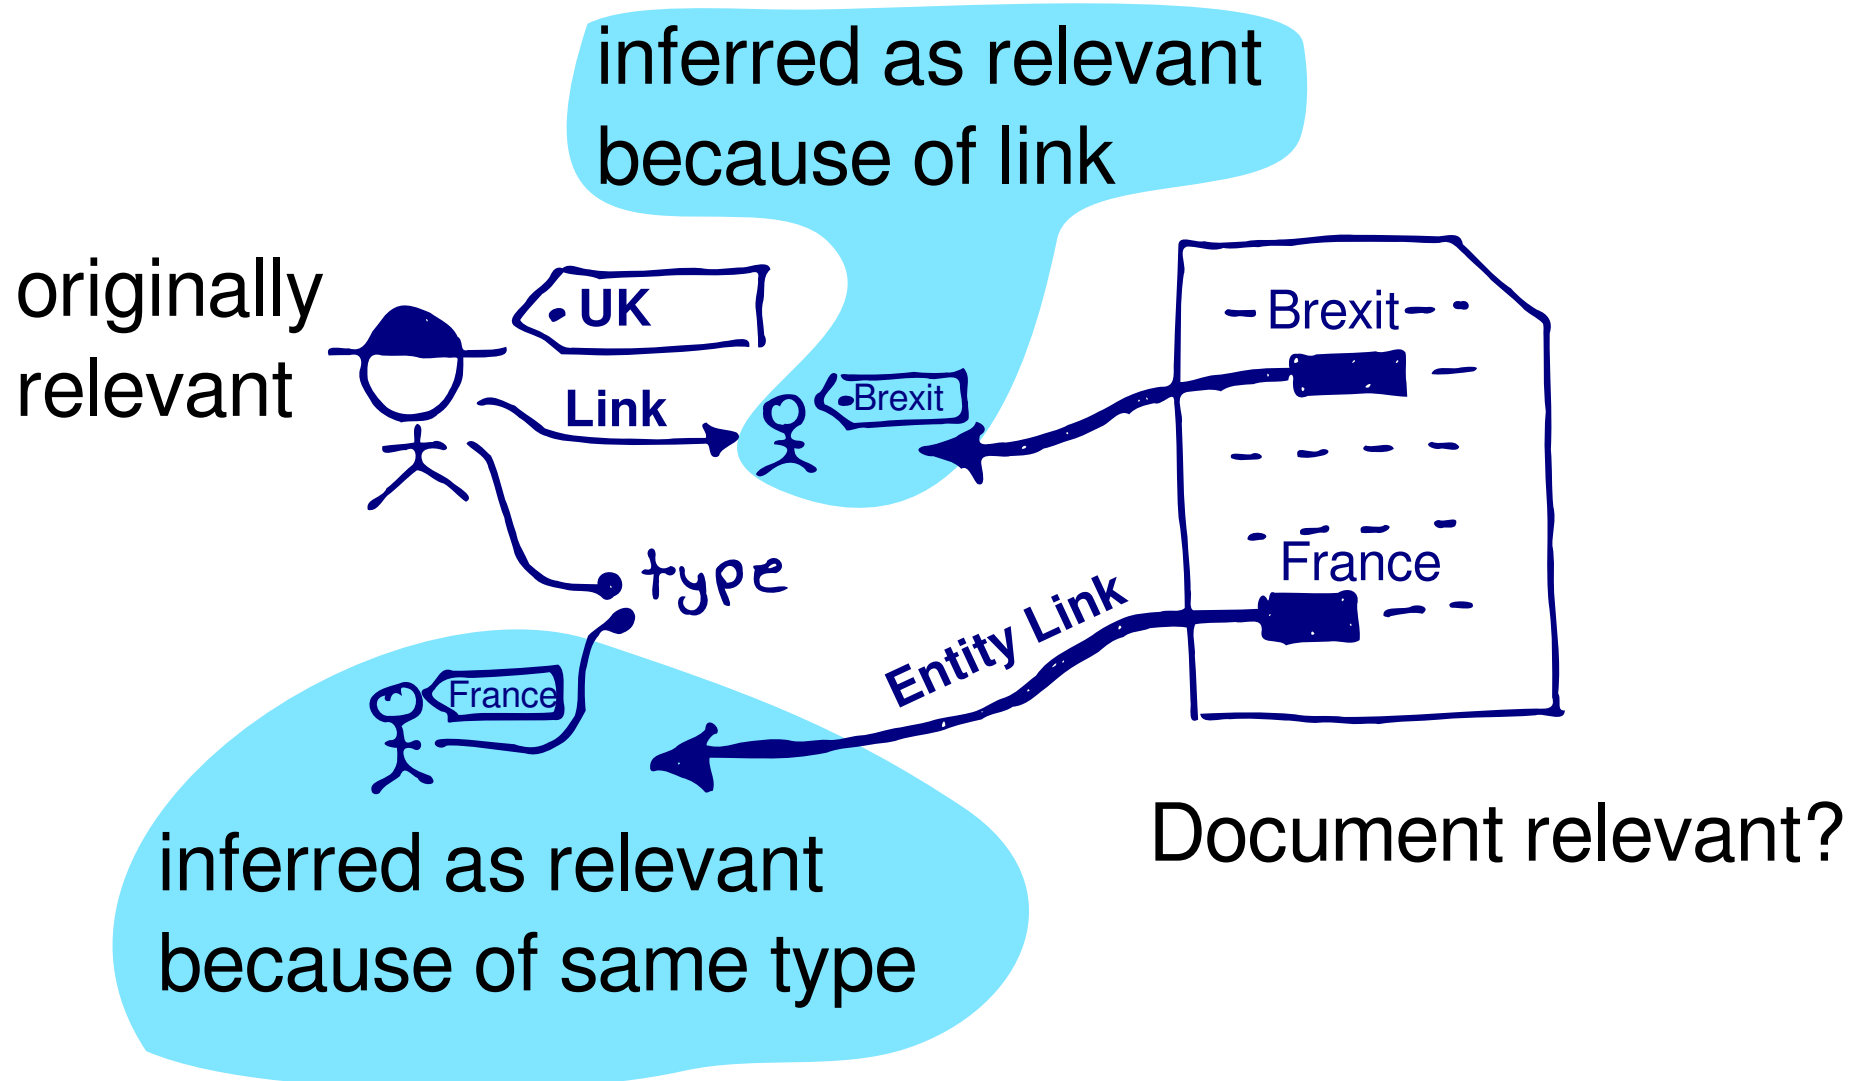 inferred as relevant
because of link
originally
relevant
UK
Link
Brexit
Brexit
France
type
Entity Link
France
inferred as relevant
because of same type
Document relevant?